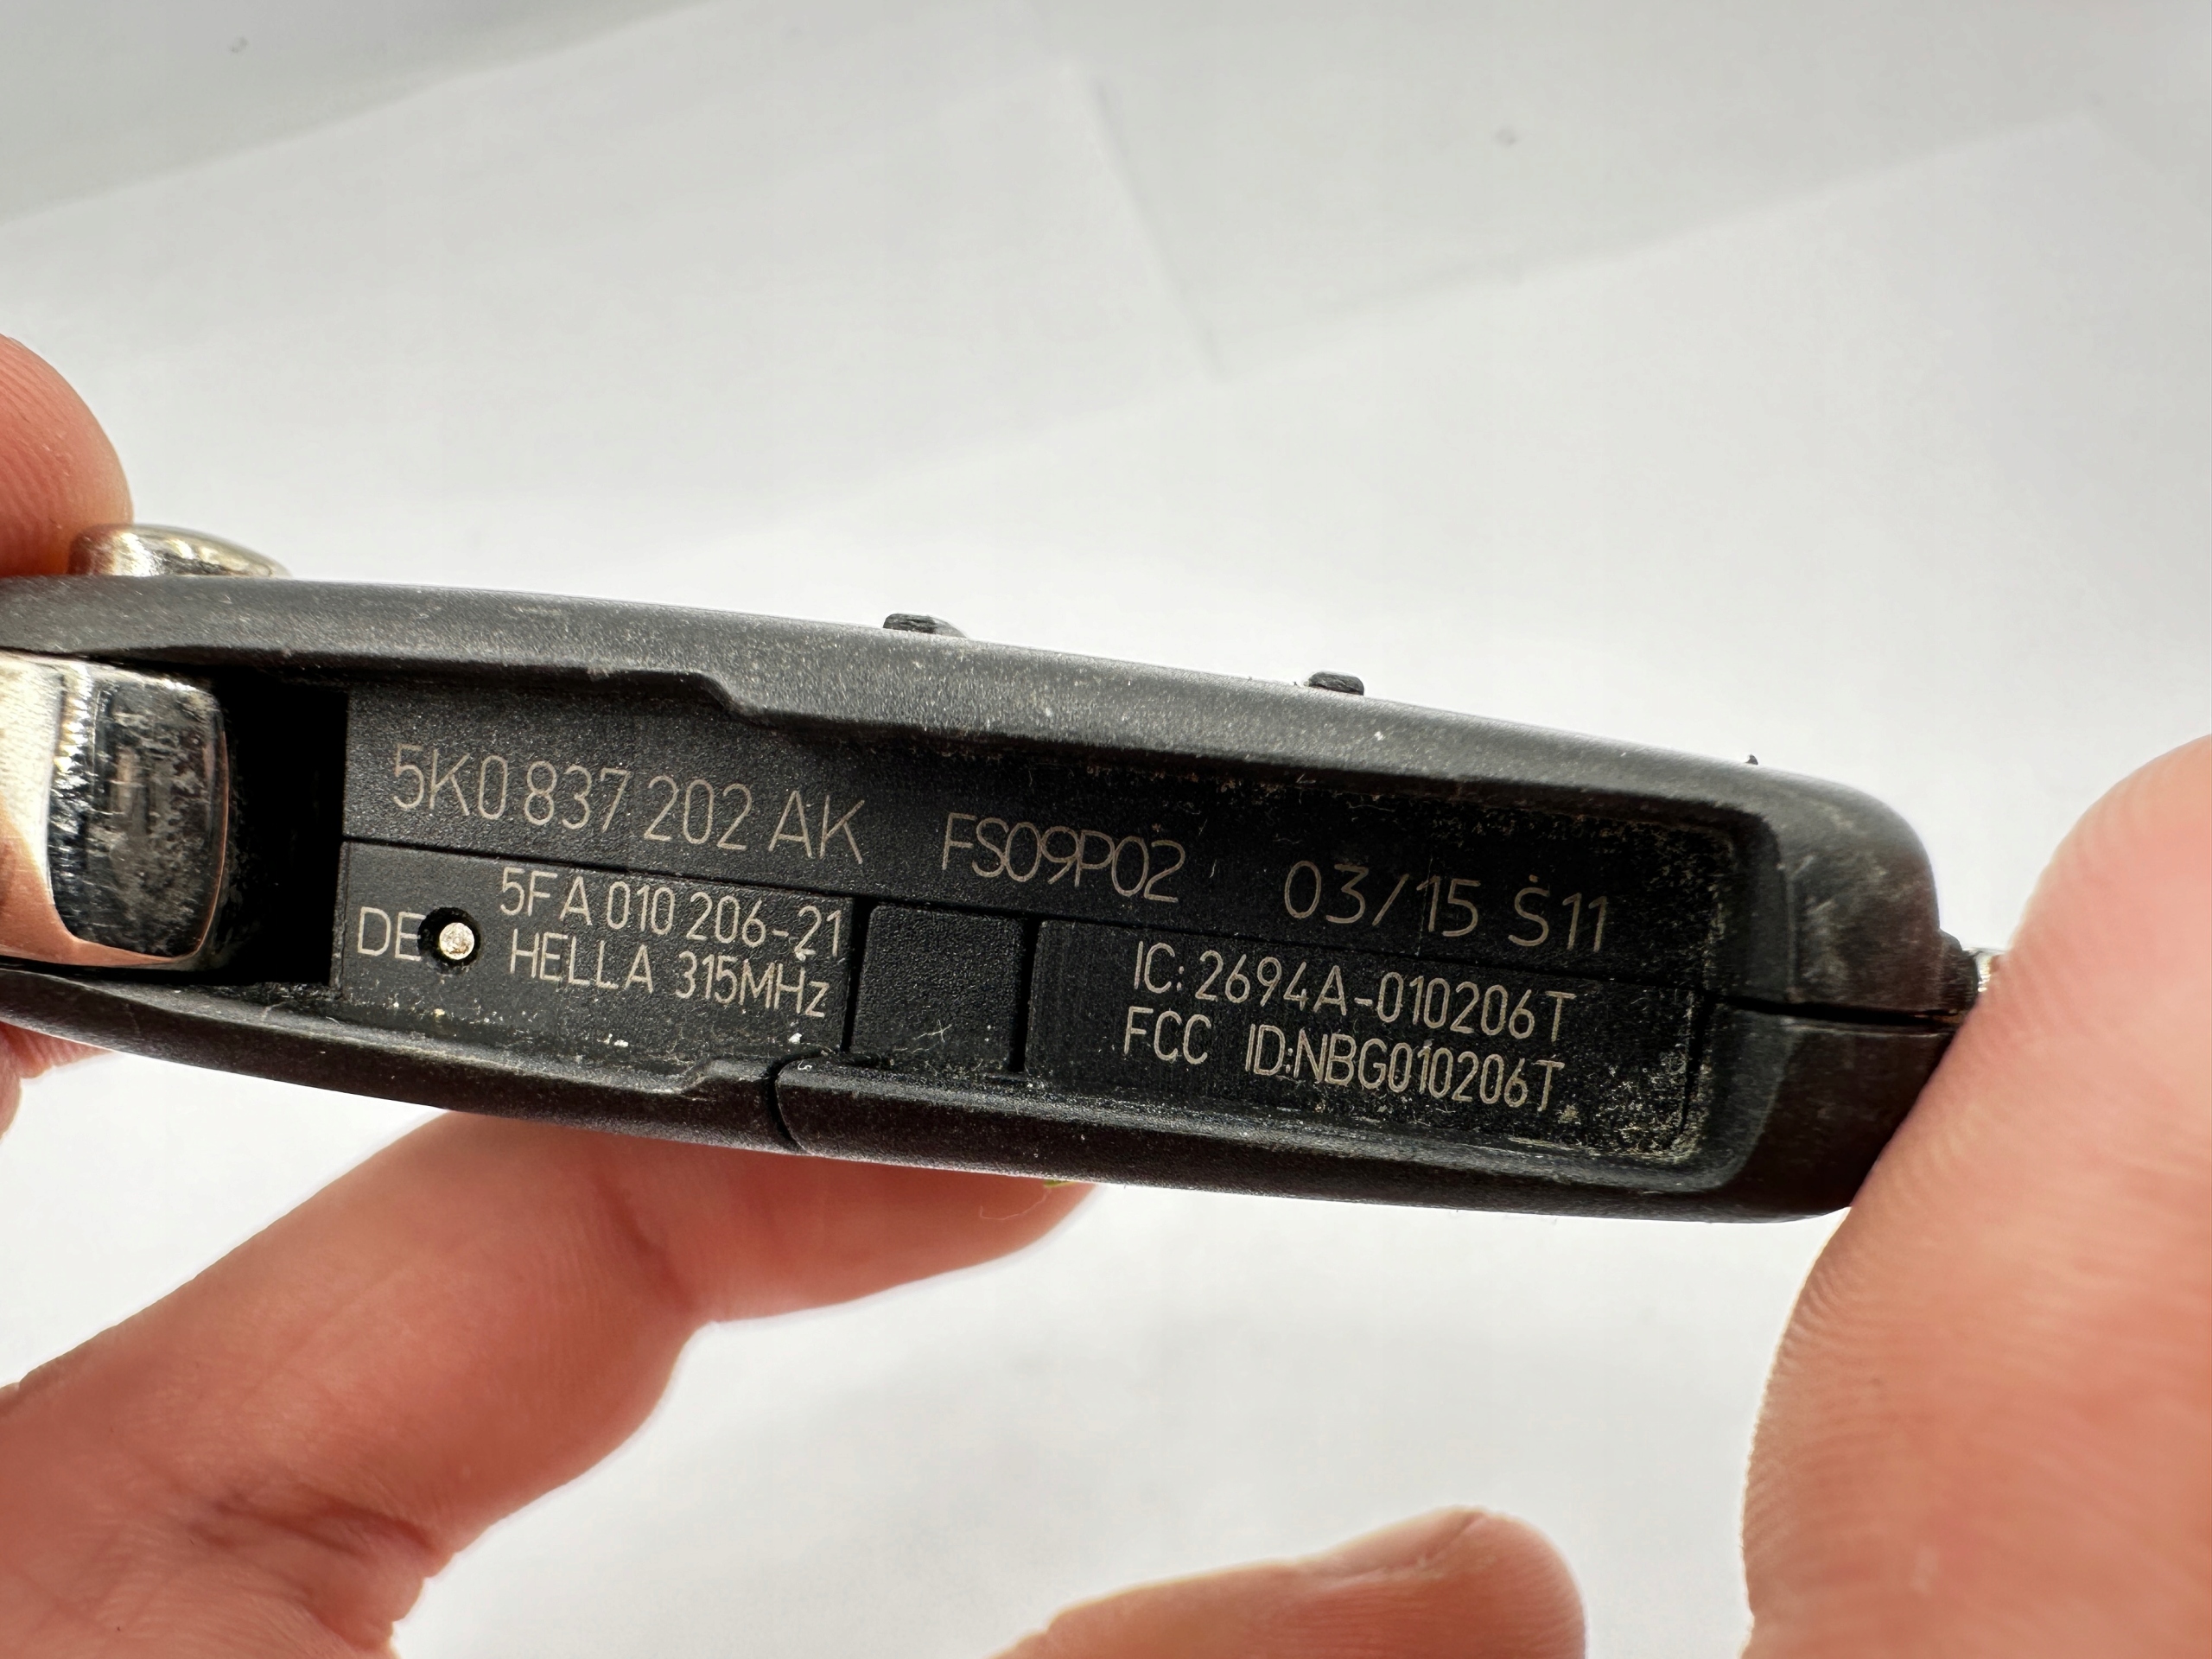 5K0 837 202 AK FS09P02 03/15 S11
DE 5FA 010 206-21
HELLA 315MHz
IC: 2694A-010206T
FCC ID:NBG010206T